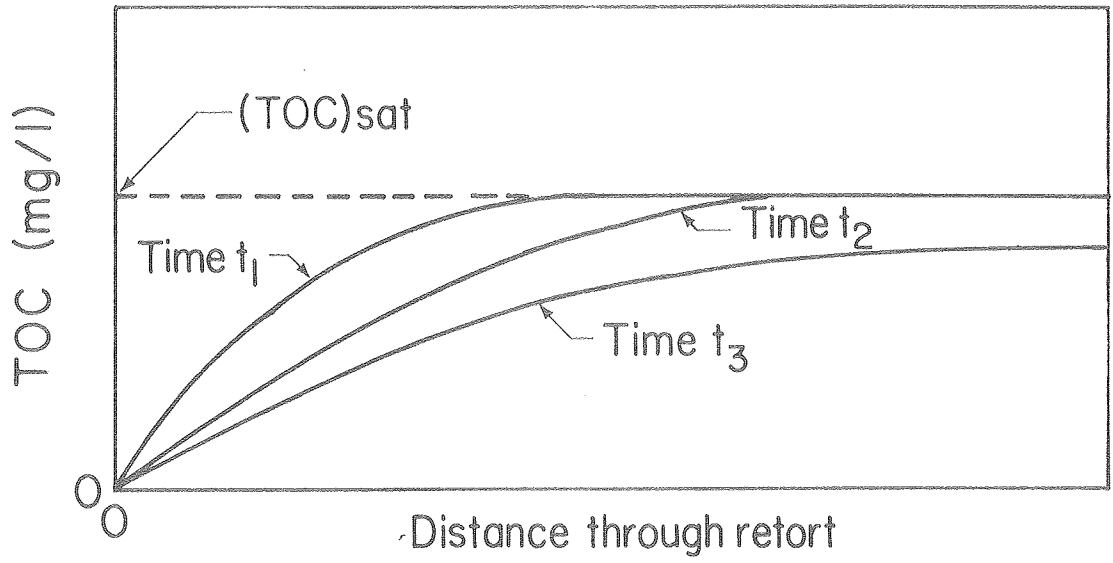 TOC (mg/l)
(TOC)sat
Time t₁
Time t₂
Time t₃
0
0
Distance through retort